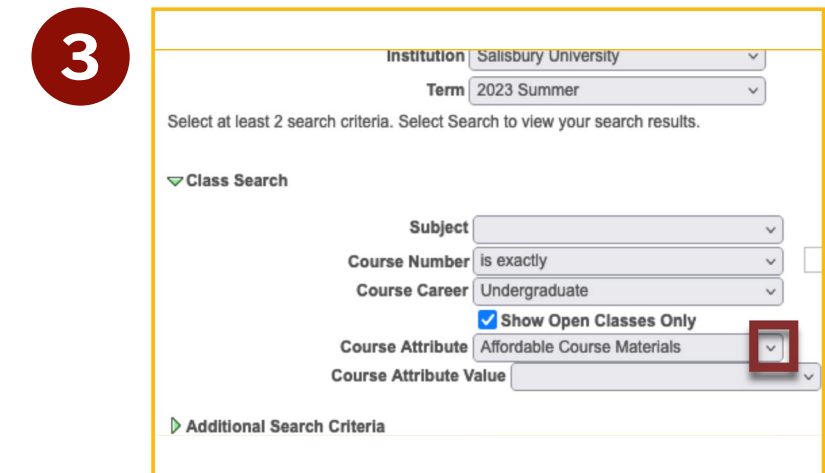 3
Institution Salisbury University
Term 2023 Summer
Select at least 2 search criteria. Select Search to view your search results.
Class Search
Subject
Course Number is exactly
Course Career Undergraduate
Show Open Classes Only
Course Attribute Affordable Course Materials
Course Attribute Value
Additional Search Criteria